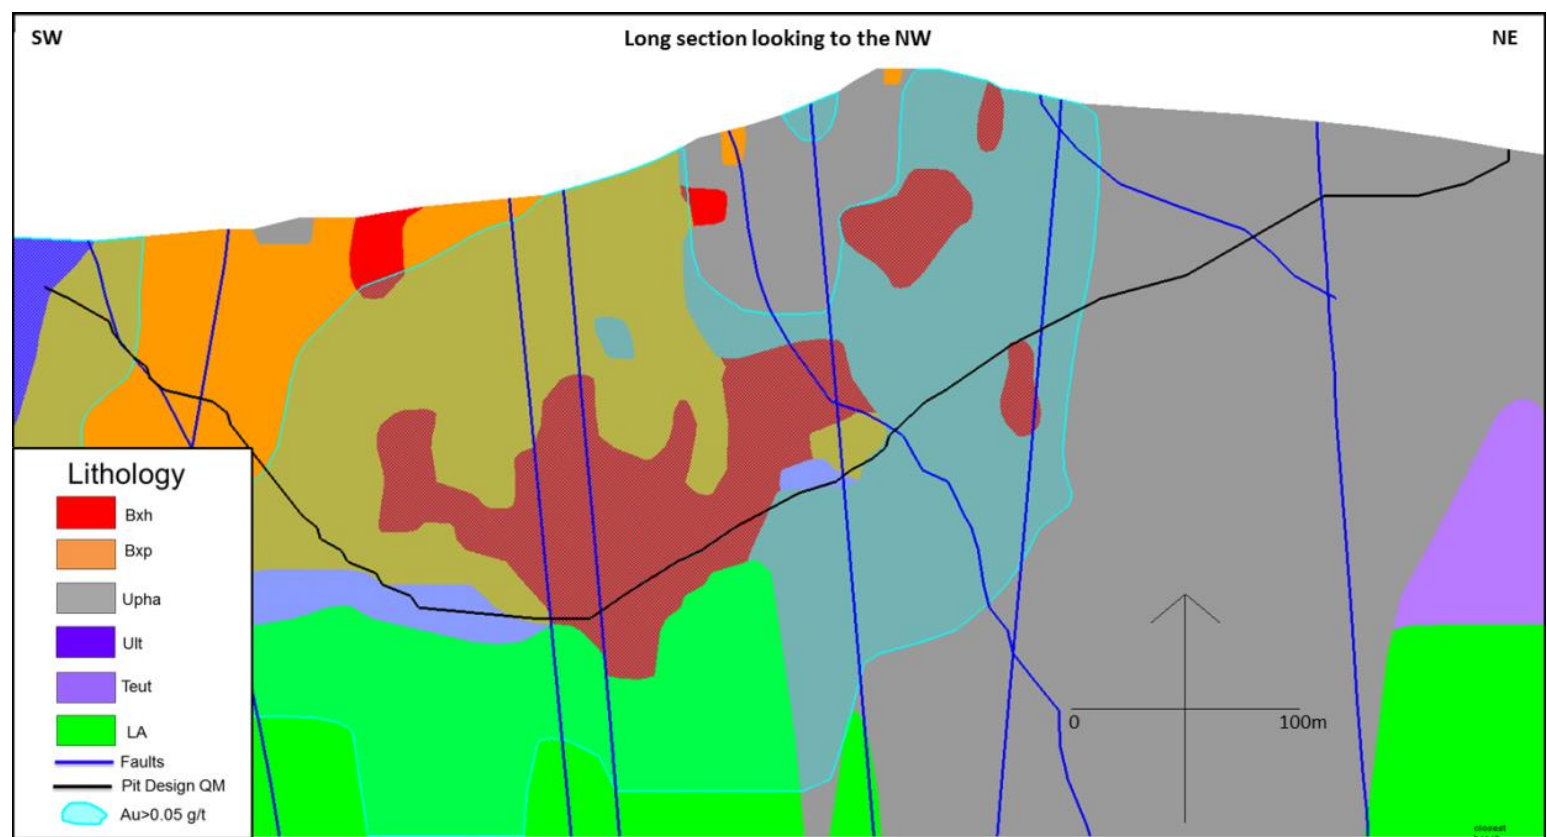 SW
Long section looking to the NW
NE
Lithology
Bxh
Bxp
Upha
Ult
Teut
LA
Faults
Pit Design QM
Au>0.05 g/t
0
100m
closest